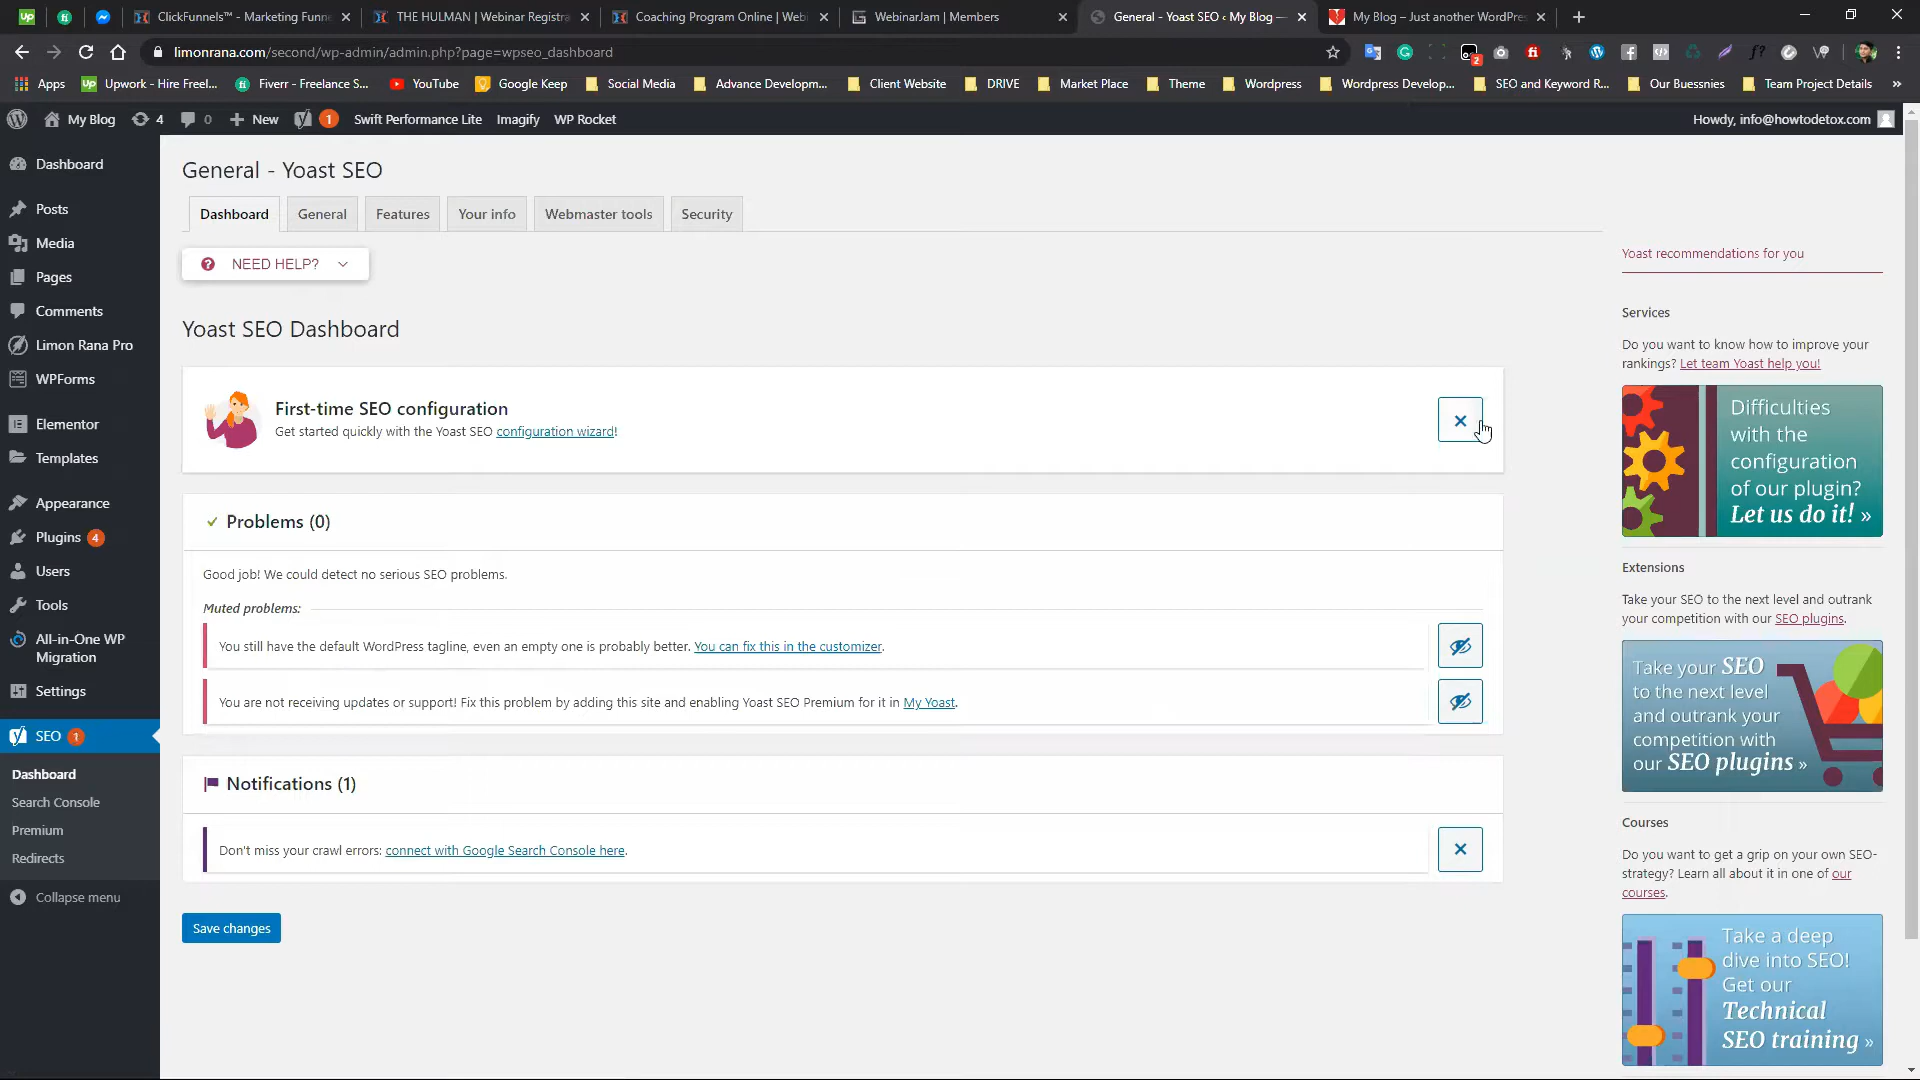 ClickFunnels™ - Marketing Funne
THE HULMAN | Webinar Registra
Coaching Program Online | Webi
WebinarJam | Members
General - Yoast SEO ‹ My Blog —
My Blog – Just another WordPre
limonrana.com/second/wp-admin/admin.php?page=wpseo_dashboard
Apps
Upwork - Hire Freel...
Fiverr - Freelance S...
YouTube
Google Keep
Social Media
Advance Developm...
Client Website
DRIVE
Market Place
Theme
Wordpress
Wordpress Develop...
SEO and Keyword R...
Our Buessnies
Team Project Details
My Blog
4
0
New
1
Swift Performance Lite
Imagify
WP Rocket
Howdy, info@howtodetox.com
Dashboard
Posts
Media
Pages
Comments
Limon Rana Pro
WPForms
Elementor
Templates
Appearance
Plugins 4
Users
Tools
All-in-One WP
Migration
Settings
SEO 1
Dashboard
Search Console
Premium
Redirects
Collapse menu
General - Yoast SEO
Dashboard
General
Features
Your info
Webmaster tools
Security
NEED HELP?
Yoast SEO Dashboard
First-time SEO configuration
Get started quickly with the Yoast SEO configuration wizard!
Problems (0)
Good job! We could detect no serious SEO problems.
Muted problems:
You still have the default WordPress tagline, even an empty one is probably better. You can fix this in the customizer.
You are not receiving updates or support! Fix this problem by adding this site and enabling Yoast SEO Premium for it in My Yoast.
Notifications (1)
Don't miss your crawl errors: connect with Google Search Console here.
Save changes
Yoast recommendations for you
Services
Do you want to know how to improve your
rankings? Let team Yoast help you!
Difficulties
with the
configuration
of our plugin?
Let us do it! »
Extensions
Take your SEO to the next level and outrank
your competition with our SEO plugins.
Take your SEO
to the next level
and outrank your
competition with
our SEO plugins »
Courses
Do you want to get a grip on your own SEO-
strategy? Learn all about it in one of our
courses.
Take a deep
dive into SEO!
Get our
Technical
SEO training »